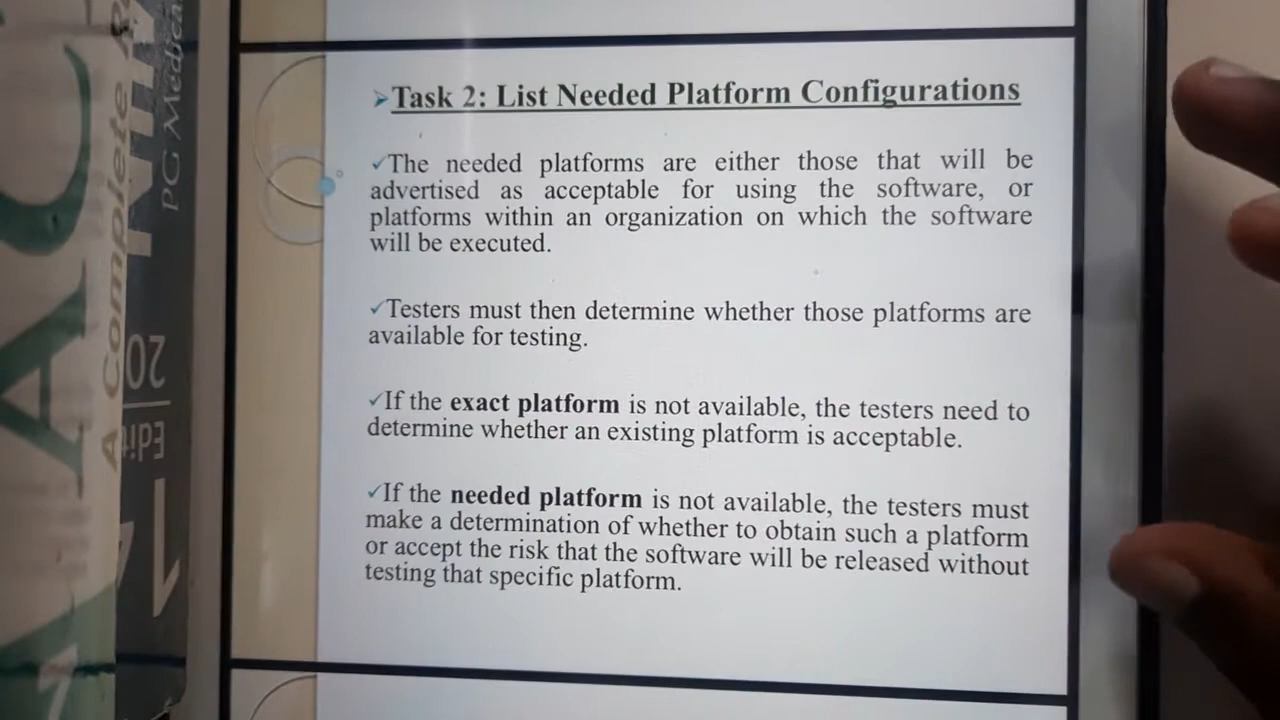 ➢Task 2: List Needed Platform Configurations
✓The needed platforms are either those that will be
advertised as acceptable for using the software, or
platforms within an organization on which the software
will be executed.
✓Testers must then determine whether those platforms are
available for testing.
✓If the exact platform is not available, the testers need to
determine whether an existing platform is acceptable.
✓If the needed platform is not available, the testers must
make a determination of whether to obtain such a platform
or accept the risk that the software will be released without
testing that specific platform.
A Complete
PG Medical
20